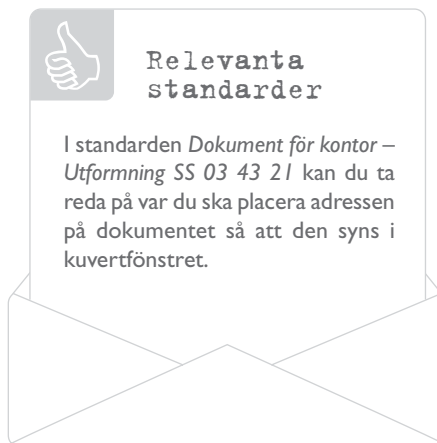 Relevanta
standarder
I standarden Dokument för kontor –
Utformning SS 03 43 21 kan du ta
reda på var du ska placera adressen
på dokumentet så att den syns i
kuvertfönstret.